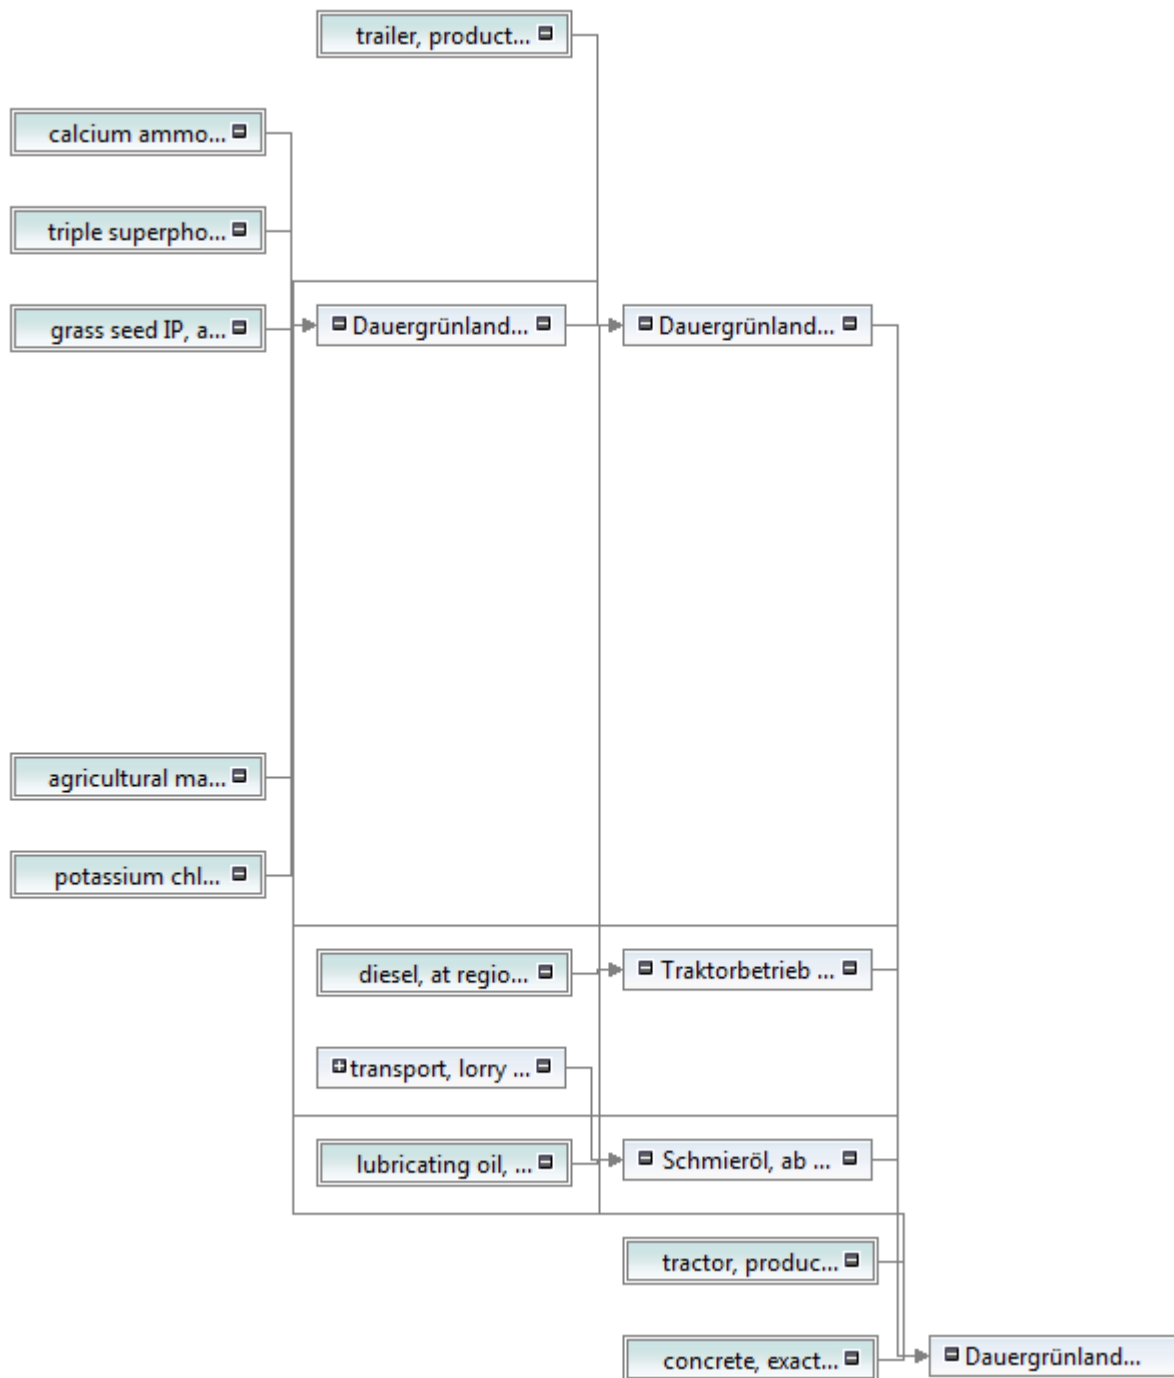 trailer, product...
calcium ammo...
triple superpho...
grass seed IP, a...
Dauergrünland...
Dauergrünland...
agricultural ma...
potassium chl...
diesel, at regio...
Traktorbetrieb ...
transport, lorry ...
lubricating oil, ...
Schmieröl, ab ...
tractor, produc...
concrete, exact...
Dauergrünland...